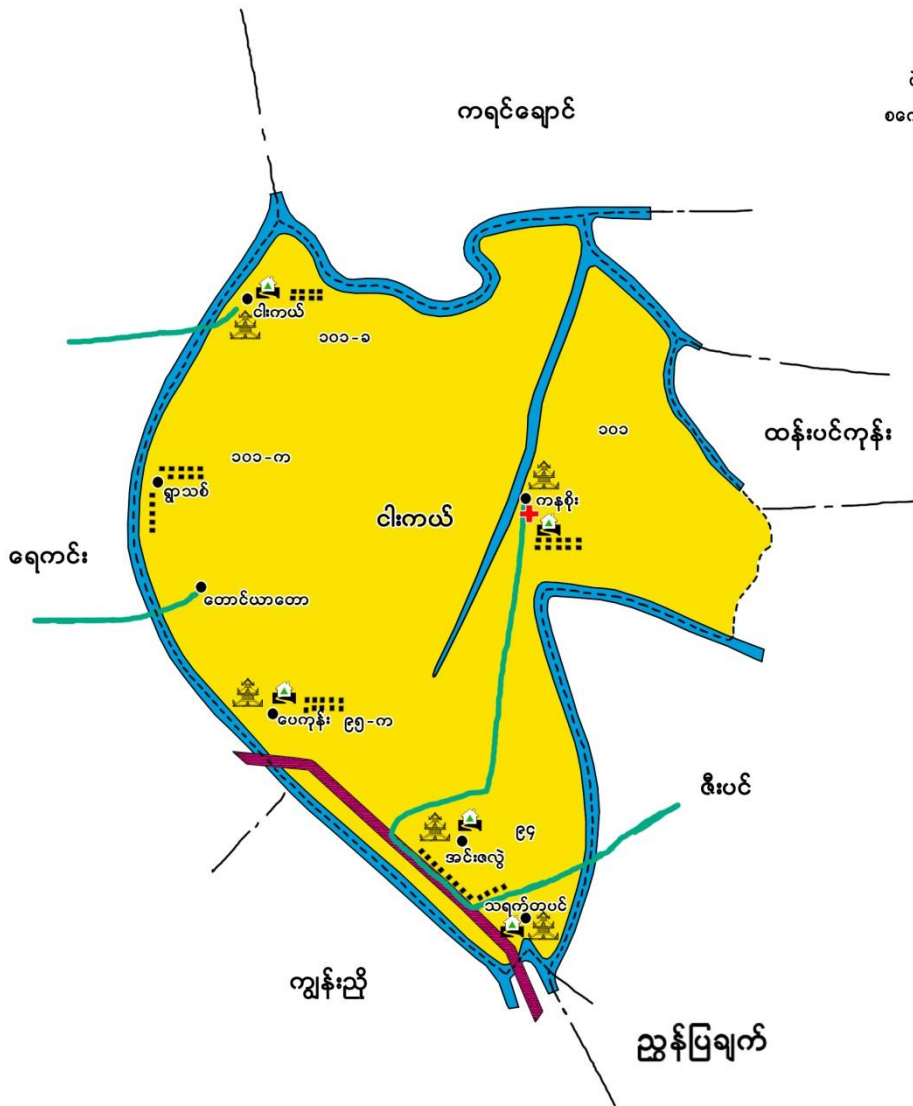 ကရင်ချောင်
ငါးကယ်
၁၀၁-ခ
၁၀၁
ထန်းပင်ကုန်း
၁၀၁-က
ရွာသစ်
ကနစိုး
ငါးကယ်
ရေကင်း
တောင်ယာတော
ပေကုန်း ၉၅-က
ဇီးပင်
၉၄
အင်းဇလွဲ
သရက်တပင်
ကျွန်းညို
ညွှန်ပြချက်